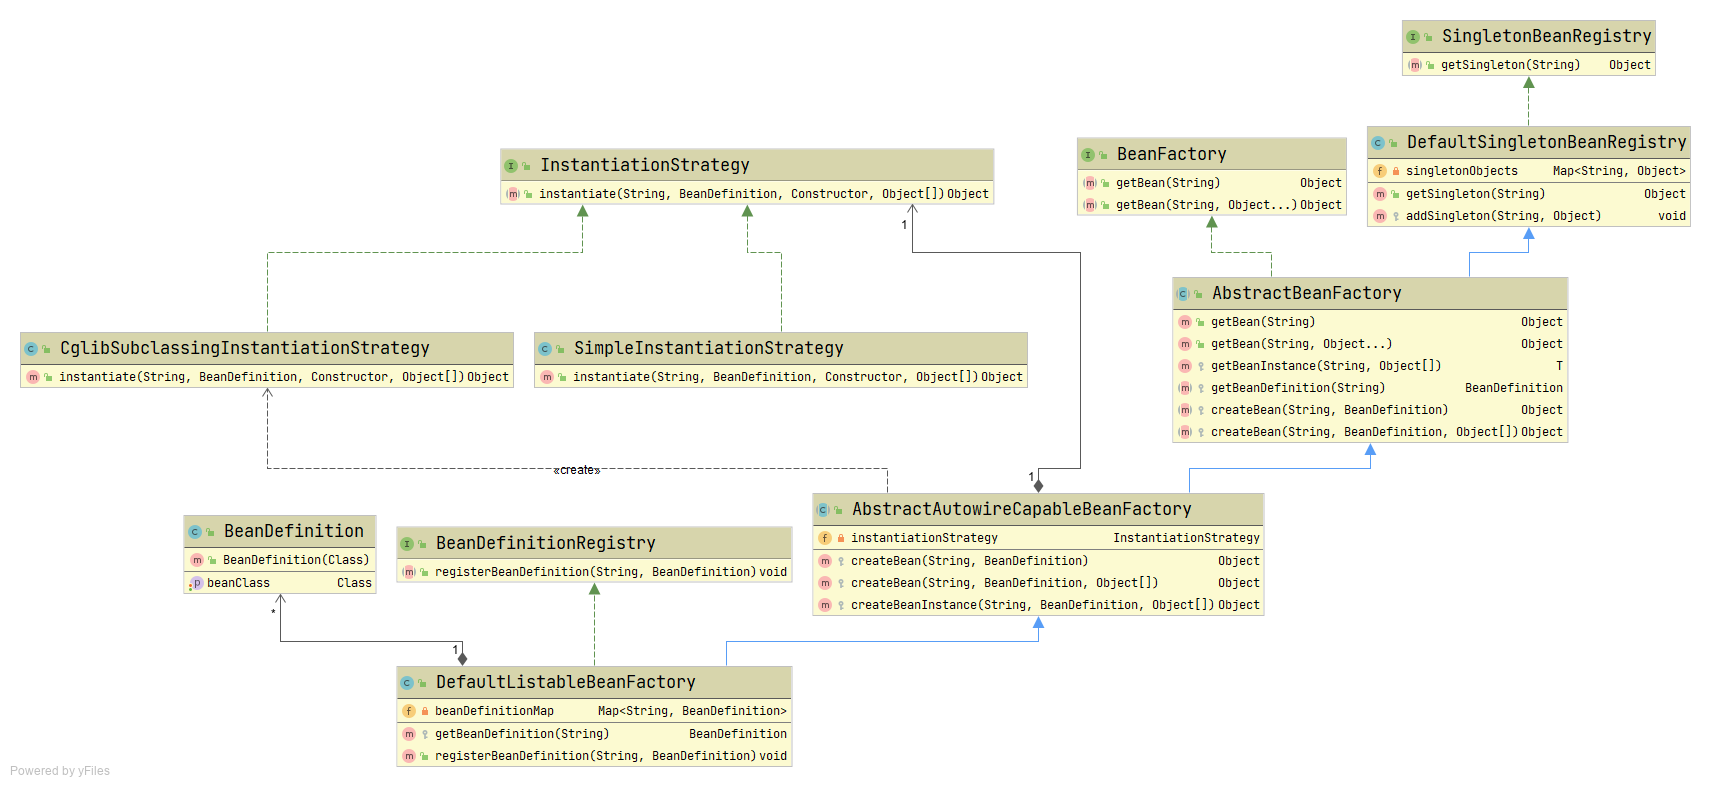 SingletonBeanRegistry
getSingleton(String) Object
DefaultSingletonBeanRegistry
singletonObjects Map<String, Object>
getSingleton(String) Object
addSingleton(String, Object) void
BeanFactory
getBean(String) Object
getBean(String, Object...) Object
InstantiationStrategy
instantiate(String, BeanDefinition, Constructor, Object[]) Object
1
AbstractBeanFactory
getBean(String) Object
getBean(String, Object...) Object
getBeanInstance(String, Object[]) T
getBeanDefinition(String) BeanDefinition
createBean(String, BeanDefinition) Object
createBean(String, BeanDefinition, Object[]) Object
CglibSubclassingInstantiationStrategy
instantiate(String, BeanDefinition, Constructor, Object[]) Object
SimpleInstantiationStrategy
instantiate(String, BeanDefinition, Constructor, Object[]) Object
«create»
1
AbstractAutowireCapableBeanFactory
instantiationStrategy InstantiationStrategy
createBean(String, BeanDefinition) Object
createBean(String, BeanDefinition, Object[]) Object
createBeanInstance(String, BeanDefinition, Object[]) Object
BeanDefinition
BeanDefinition(Class)
beanClass Class
BeanDefinitionRegistry
registerBeanDefinition(String, BeanDefinition) void
*
1
DefaultListableBeanFactory
beanDefinitionMap Map<String, BeanDefinition>
getBeanDefinition(String) BeanDefinition
registerBeanDefinition(String, BeanDefinition) void
Powered by yFiles